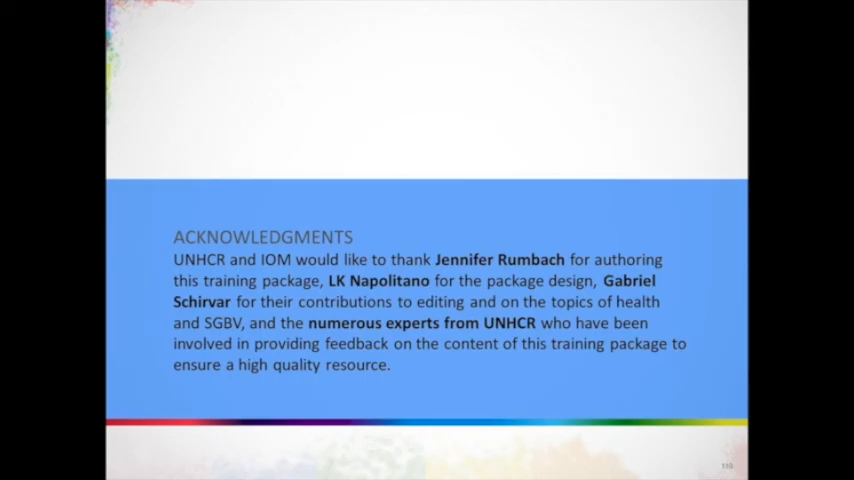 ACKNOWLEDGMENTS
UNHCR and IOM would like to thank Jennifer Rumbach for authoring
this training package, LK Napolitano for the package design, Gabriel
Schirvar for their contributions to editing and on the topics of health
and SGBV, and the numerous experts from UNHCR who have been
involved in providing feedback on the content of this training package to
ensure a high quality resource.